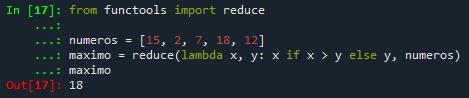 In [17]: from functools import reduce
...:
...: numeros = [15, 2, 7, 18, 12]
...: maximo = reduce(lambda x, y: x if x > y else y, numeros)
...: maximo
Out[17]: 18